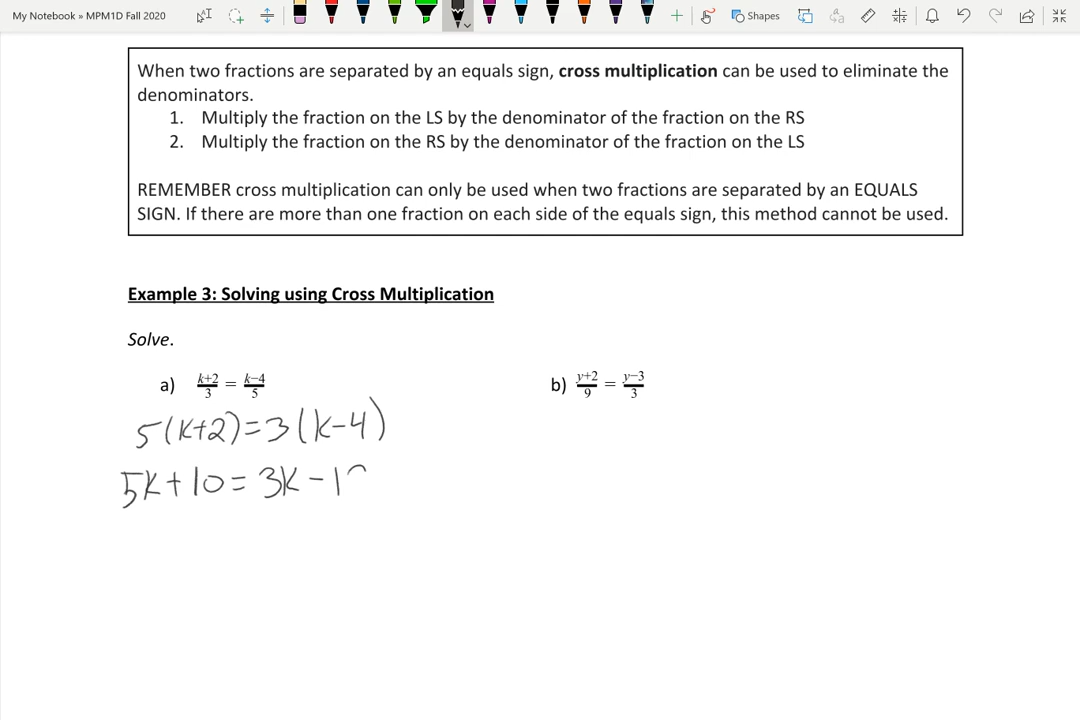 My Notebook » MPM1D Fall 2020
Shapes
When two fractions are separated by an equals sign, cross multiplication can be used to eliminate the
denominators.
1. Multiply the fraction on the LS by the denominator of the fraction on the RS
2. Multiply the fraction on the RS by the denominator of the fraction on the LS
REMEMBER cross multiplication can only be used when two fractions are separated by an EQUALS
SIGN. If there are more than one fraction on each side of the equals sign, this method cannot be used.
Example 3: Solving using Cross Multiplication
Solve.
a) (k+2)/3 = (k−4)/5
b) (y+2)/9 = (y−3)/3
5(k+2)=3(k-4)
5k+10=3k-1